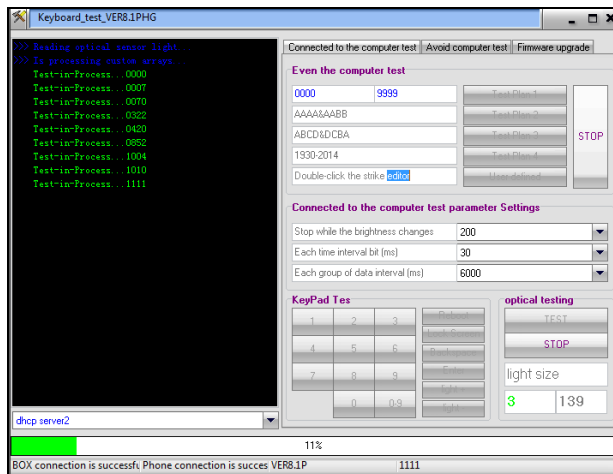 Keyboard_test_VER8.1PHG
>>> Reading optical sensor light...
>>> In processing custom arrays...
Test-in-Process...0000
Test-in-Process...0007
Test-in-Process...0070
Test-in-Process...0322
Test-in-Process...0420
Test-in-Process...0852
Test-in-Process...1004
Test-in-Process...1010
Test-in-Process...1111
dhcp server2
Connected to the computer test
Avoid computer test
Firmware upgrade
Even the computer test
0000
9999
Test Plan 1
AAAA&AABB
Test Plan 2
ABCD&DCBA
Test Plan 3
STOP
1930-2014
Test Plan 4
Double-click the strike editor
User defined
Connected to the computer test parameter Settings
Stop while the brightness changes
200
Each time interval bit (ms)
30
Each group of data interval (ms)
6000
KeyPad Tes
1
2
3
Reboot
4
5
6
Lock Screen
Backspace
7
8
9
Enter
light +
0
0-9
light -
optical testing
TEST
STOP
light size
3
139
11%
BOX connection is successfu
Phone connection is succes
VER8.1P
1111